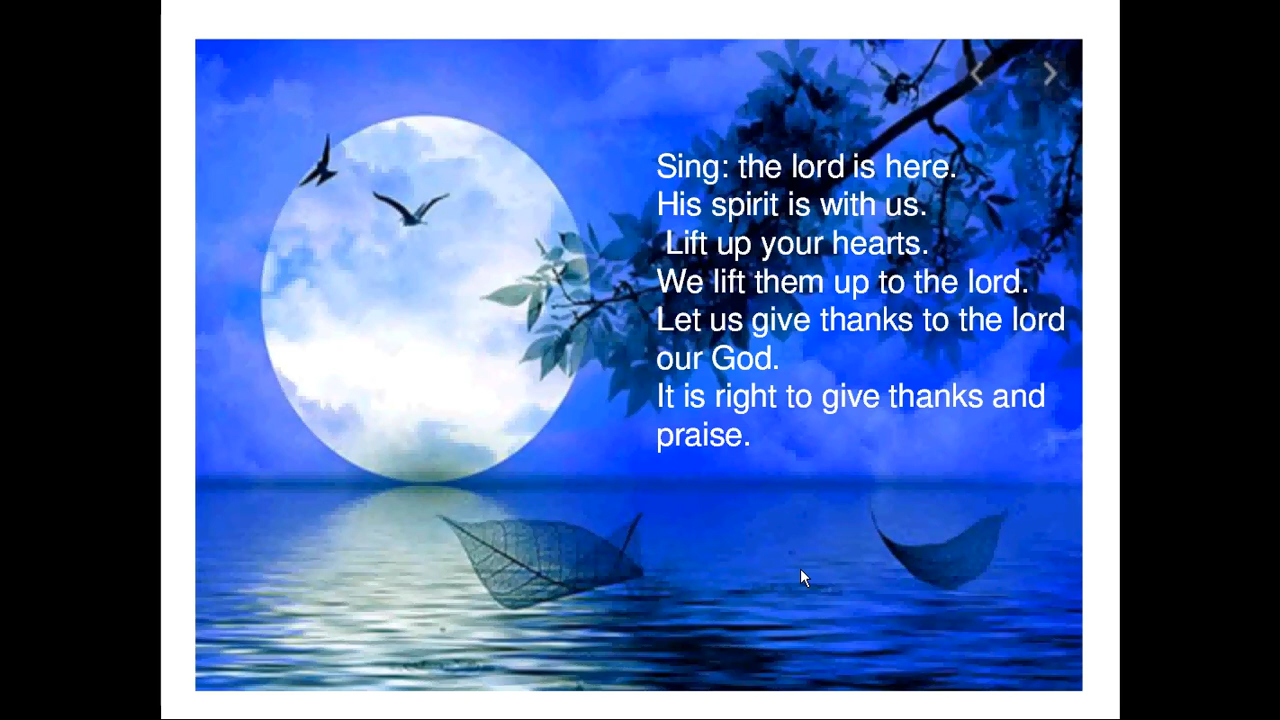 Sing: the lord is here.
His spirit is with us.
Lift up your hearts.
We lift them up to the lord.
Let us give thanks to the lord
our God.
It is right to give thanks and
praise.